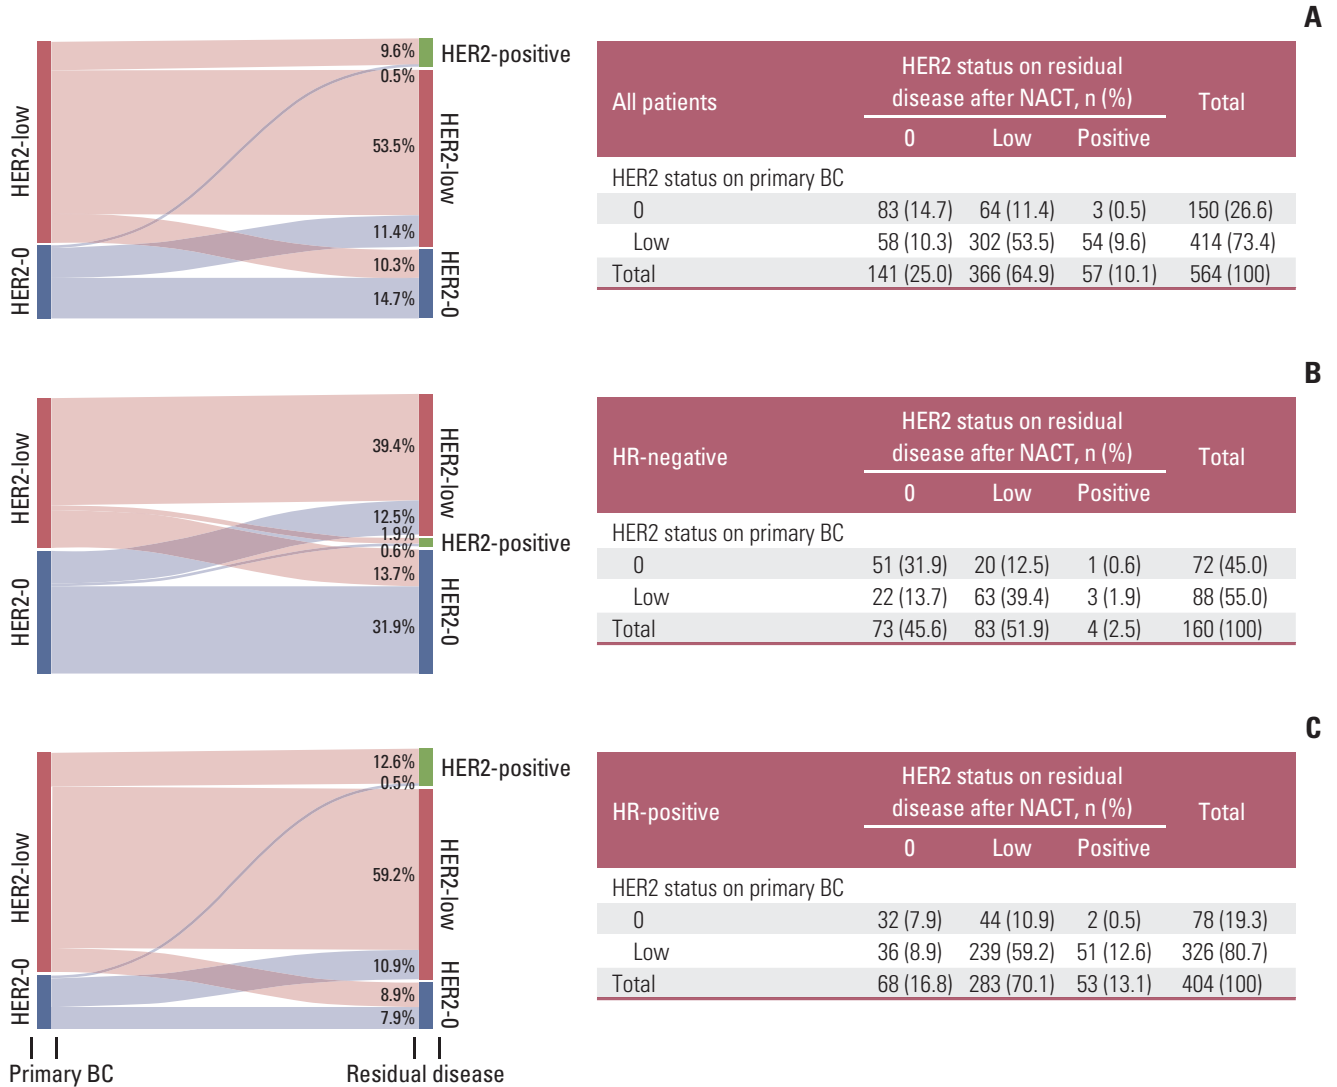 A
HER2-low
HER2-0
9.6%
0.5%
53.5%
11.4%
10.3%
14.7%
HER2-positive
HER2-low
HER2-0
All patients
HER2 status on residual
disease after NACT, n (%)
Total
0 Low Positive
HER2 status on primary BC
0 83 (14.7) 64 (11.4) 3 (0.5) 150 (26.6)
Low 58 (10.3) 302 (53.5) 54 (9.6) 414 (73.4)
Total 141 (25.0) 366 (64.9) 57 (10.1) 564 (100)
B
HER2-low
HER2-0
39.4%
12.5%
1.9%
0.6%
13.7%
31.9%
HER2-low
HER2-positive
HER2-0
HR-negative
HER2 status on residual
disease after NACT, n (%)
Total
0 Low Positive
HER2 status on primary BC
0 51 (31.9) 20 (12.5) 1 (0.6) 72 (45.0)
Low 22 (13.7) 63 (39.4) 3 (1.9) 88 (55.0)
Total 73 (45.6) 83 (51.9) 4 (2.5) 160 (100)
C
HER2-low
HER2-0
12.6%
0.5%
59.2%
10.9%
8.9%
7.9%
HER2-positive
HER2-low
HER2-0
HR-positive
HER2 status on residual
disease after NACT, n (%)
Total
0 Low Positive
HER2 status on primary BC
0 32 (7.9) 44 (10.9) 2 (0.5) 78 (19.3)
Low 36 (8.9) 239 (59.2) 51 (12.6) 326 (80.7)
Total 68 (16.8) 283 (70.1) 53 (13.1) 404 (100)
Primary BC
Residual disease